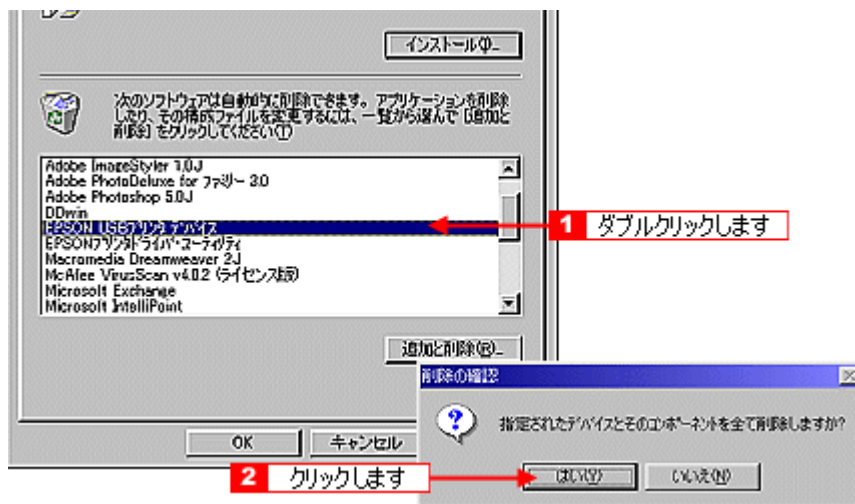 インストール(I)...
次のソフトウェアは自動的に削除できます。アプリケーションを削除
したり、その構成ファイルを変更するには、一覧から選んで [追加と
削除] をクリックしてください(T)
Adobe ImageStyler 1.0J
Adobe PhotoDeluxe for ファミリー 3.0
Adobe Photoshop 5.0J
DDwin
EPSON USBプリンタデバイス
EPSONプリンタドライバ・ユーティリティ
Macromedia Dreamweaver 2J
McAfee VirusScan v4.0.2 (ライセンス版)
Microsoft Exchange
Microsoft IntelliPoint
1 ダブルクリックします
追加と削除(R)...
削除の確認
指定されたデバイスとそのコンポーネントを全て削除しますか?
OK
キャンセル
2 クリックします
はい(Y)
いいえ(N)